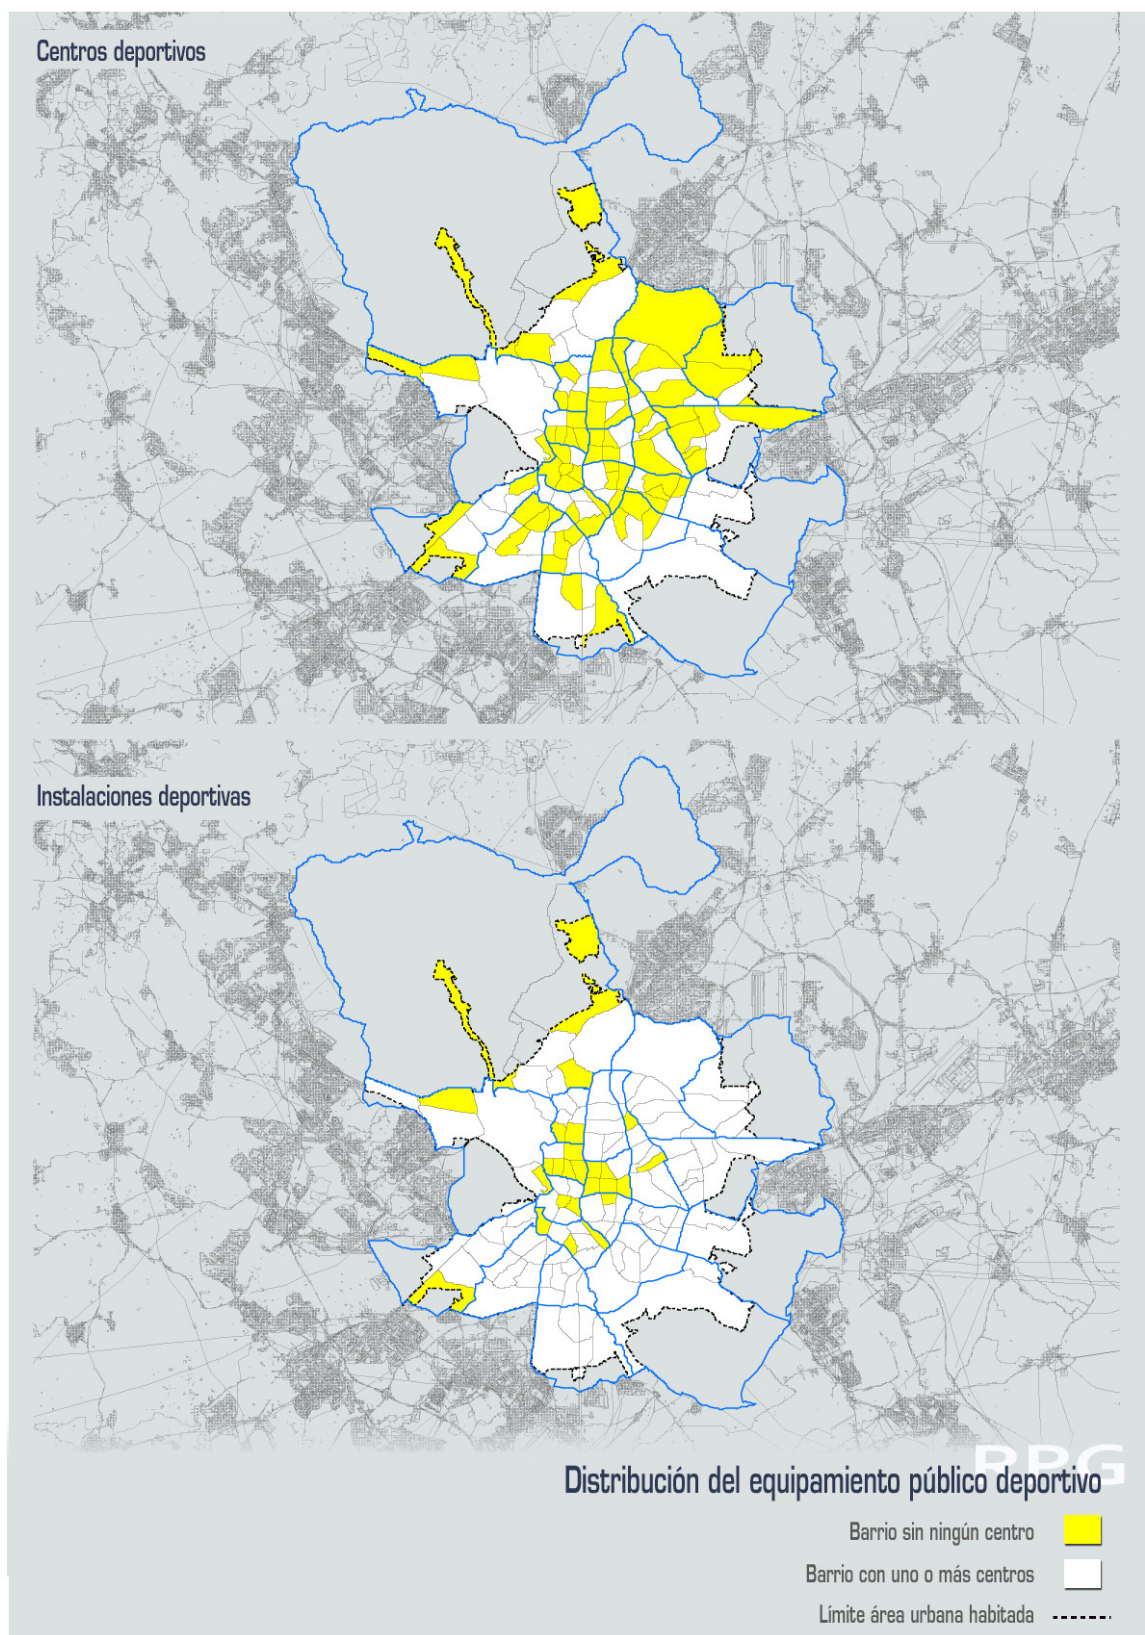 Centros deportivos
Instalaciones deportivas
RPG
Distribución del equipamiento público deportivo
Barrio sin ningún centro
Barrio con uno o más centros
Límite área urbana habitada